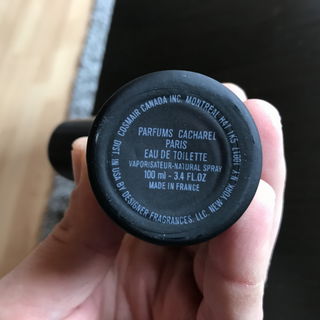 COSMAIR CANADA INC. MONTREAL H4T 1K5
DIST IN USA BY DESIGNER FRAGRANCES, LLC. NEW YORK, N.Y.
PARFUMS CACHAREL
PARIS
EAU DE TOILETTE
VAPORISATEUR-NATURAL SPRAY
100 ml - 3.4 FL.OZ
MADE IN FRANCE